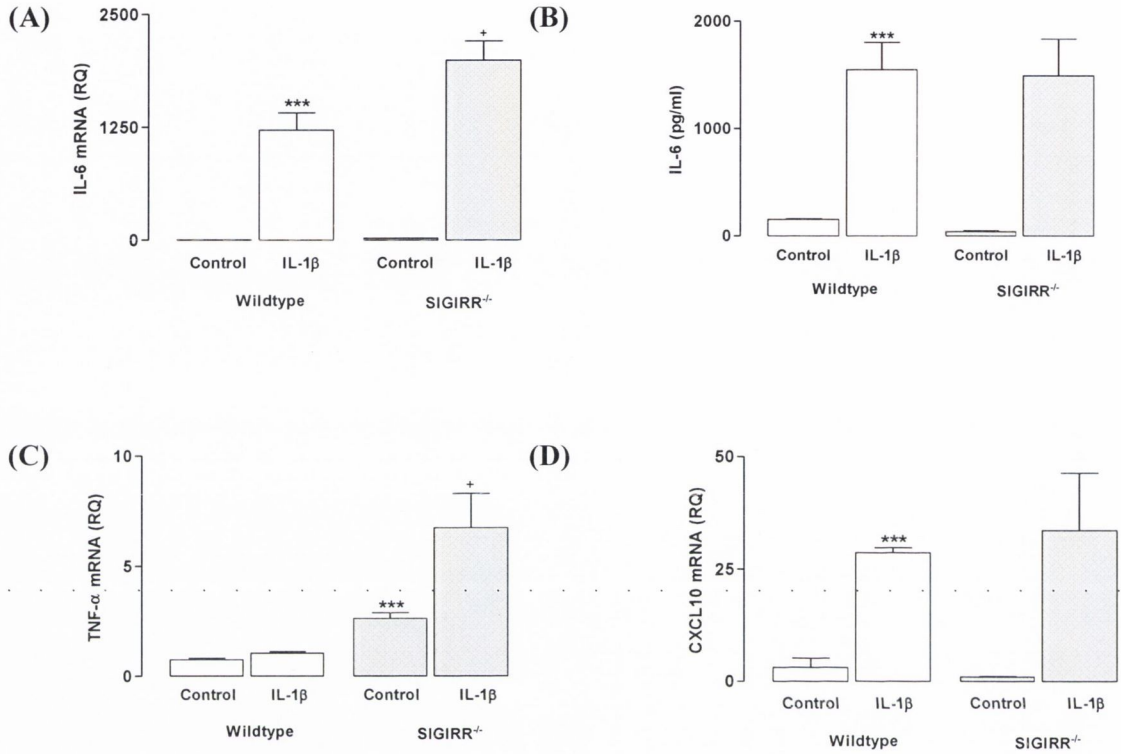 (A)
2500
1250
0
IL-6 mRNA (RQ)
***
+
Control IL-1β Control IL-1β
Wildtype SIGIRR-/-
(B)
2000
1000
0
IL-6 (pg/ml)
***
Control IL-1β Control IL-1β
Wildtype SIGIRR-/-
(C)
10
5
0
TNF-α mRNA (RQ)
***
+
Control IL-1β Control IL-1β
Wildtype SIGIRR-/-
(D)
50
25
0
CXCL10 mRNA (RQ)
***
Control IL-1β Control IL-1β
Wildtype SIGIRR-/-